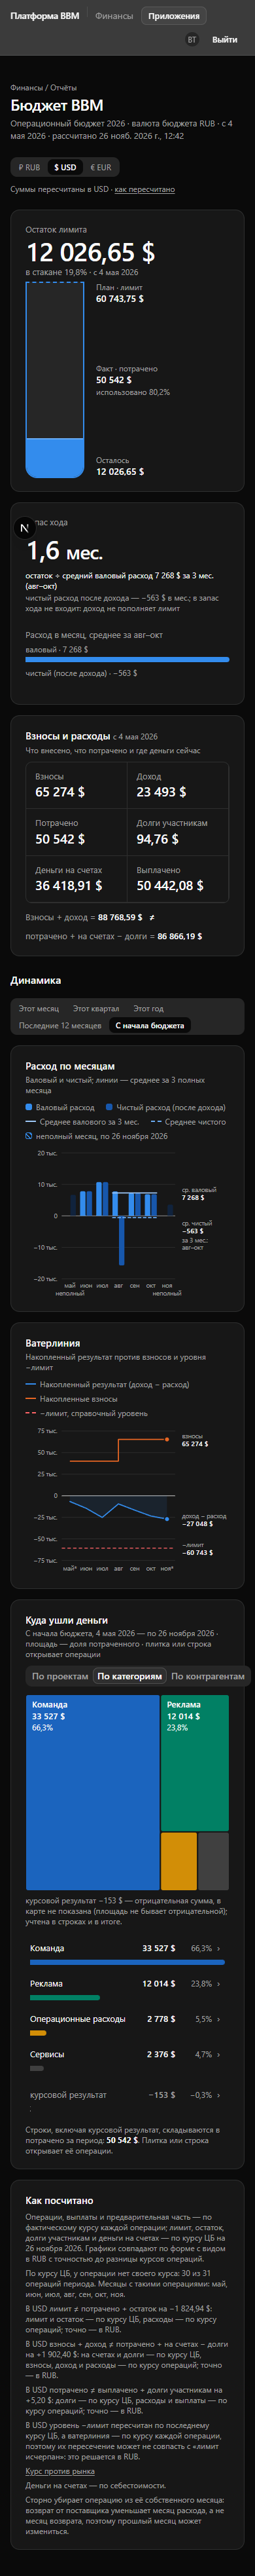 Платформа BBM
Финансы
Приложения
BT
Выйти
Финансы / Отчёты
Бюджет BBM
Операционный бюджет 2026 · валюта бюджета RUB · с 4
мая 2026 · рассчитано 26 нояб. 2026 г., 12:42
₽ RUB
$ USD
€ EUR
Суммы пересчитаны в USD · как пересчитано
Остаток лимита
12 026,65 $
в стакане 19,8% · с 4 мая 2026
План · лимит
60 743,75 $
Факт · потрачено
50 542 $
использовано 80,2%
Осталось
12 026,65 $
N
пас хода
1,6 мес.
остаток ÷ средний валовый расход 7 268 $ за 3 мес.
(авг–окт)
чистый расход после дохода — −563 $ в мес.; в запас
хода не входит: доход не пополняет лимит
Расход в месяц, среднее за авг–окт
валовый · 7 268 $
чистый (после дохода) · −563 $
Взносы и расходы с 4 мая 2026
Что внесено, что потрачено и где деньги сейчас
Взносы
65 274 $
Доход
23 493 $
Потрачено
50 542 $
Долги участникам
94,76 $
Деньги на счетах
36 418,91 $
Выплачено
50 442,08 $
Взносы + доход = 88 768,59 $ ≠
потрачено + на счетах − долги = 86 866,19 $
Динамика
Этот месяц
Этот квартал
Этот год
Последние 12 месяцев
С начала бюджета
Расход по месяцам
Валовый и чистый; линии — среднее за 3 полных
месяца
Валовый расход
Чистый расход (после дохода)
Среднее валового за 3 мес.
Среднее чистого
неполный месяц, по 26 ноября 2026
20 тыс.
10 тыс.
0
−10 тыс.
−20 тыс.
ср. валовый
7 268 $
ср. чистый
−563 $
за 3 мес.:
авг–окт
май июн июл авг сен окт ноя
неполный неполный
Ватерлиния
Накопленный результат против взносов и уровня
−лимит
Накопленный результат (доход − расход)
Накопленные взносы
−лимит, справочный уровень
75 тыс.
50 тыс.
25 тыс.
0
−25 тыс.
−50 тыс.
−75 тыс.
взносы
65 274 $
доход − расход
−27 048 $
−лимит
−60 743 $
май* июн июл авг сен окт ноя*
Куда ушли деньги
С начала бюджета, 4 мая 2026 — по 26 ноября 2026 ·
площадь — доля потраченного · плитка или строка
открывает операции
По проектам
По категориям
По контрагентам
Команда
33 527 $
66,3%
Реклама
12 014 $
23,8%
курсовой результат −153 $ — отрицательная сумма, в
карте не показана (площадь не бывает отрицательной);
учтена в строках и в итоге.
Команда 33 527 $ 66,3% ›
Реклама 12 014 $ 23,8% ›
Операционные расходы 2 778 $ 5,5% ›
Сервисы 2 376 $ 4,7% ›
курсовой результат −153 $ −0,3% ›
Строки, включая курсовой результат, складываются в
потрачено за период: 50 542 $. Плитка или строка
открывает её операции.
Как посчитано
Операции, выплаты и предварительная часть — по
фактическому курсу каждой операции; лимит, остаток,
долги участникам и деньги на счетах — по курсу ЦБ на
26 ноября 2026. Графики совпадают по форме с видом
в RUB с точностью до разницы курсов операций.
По курсу ЦБ, у операции нет своего курса: 30 из 31
операций периода. Месяцы с такими операциями: май,
июн, июл, авг, сен, окт, ноя.
В USD лимит ≠ потрачено + остаток на −1 824,94 $:
лимит и остаток — по курсу ЦБ, расходы — по курсу
операций; точно — в RUB.
В USD взносы + доход ≠ потрачено + на счетах − долги
на +1 902,40 $: на счетах и долги — по курсу ЦБ,
взносы, доход и расходы — по курсу операций; точно
— в RUB.
В USD потрачено ≠ выплачено + долги участникам на
+5,20 $: долги — по курсу ЦБ, расходы и выплаты — по
курсу операций; точно — в RUB.
В USD уровень −лимит пересчитан по последнему
курсу ЦБ, а ватерлиния — по курсу каждой операции,
поэтому их пересечение может не совпасть с «лимит
исчерпан»: это решается в RUB.
Курс против рынка
Деньги на счетах — по себестоимости.
Сторно убирает операцию из её собственного месяца:
возврат от поставщика уменьшает месяц расхода, а не
месяц возврата, поэтому прошлый месяц может
измениться.